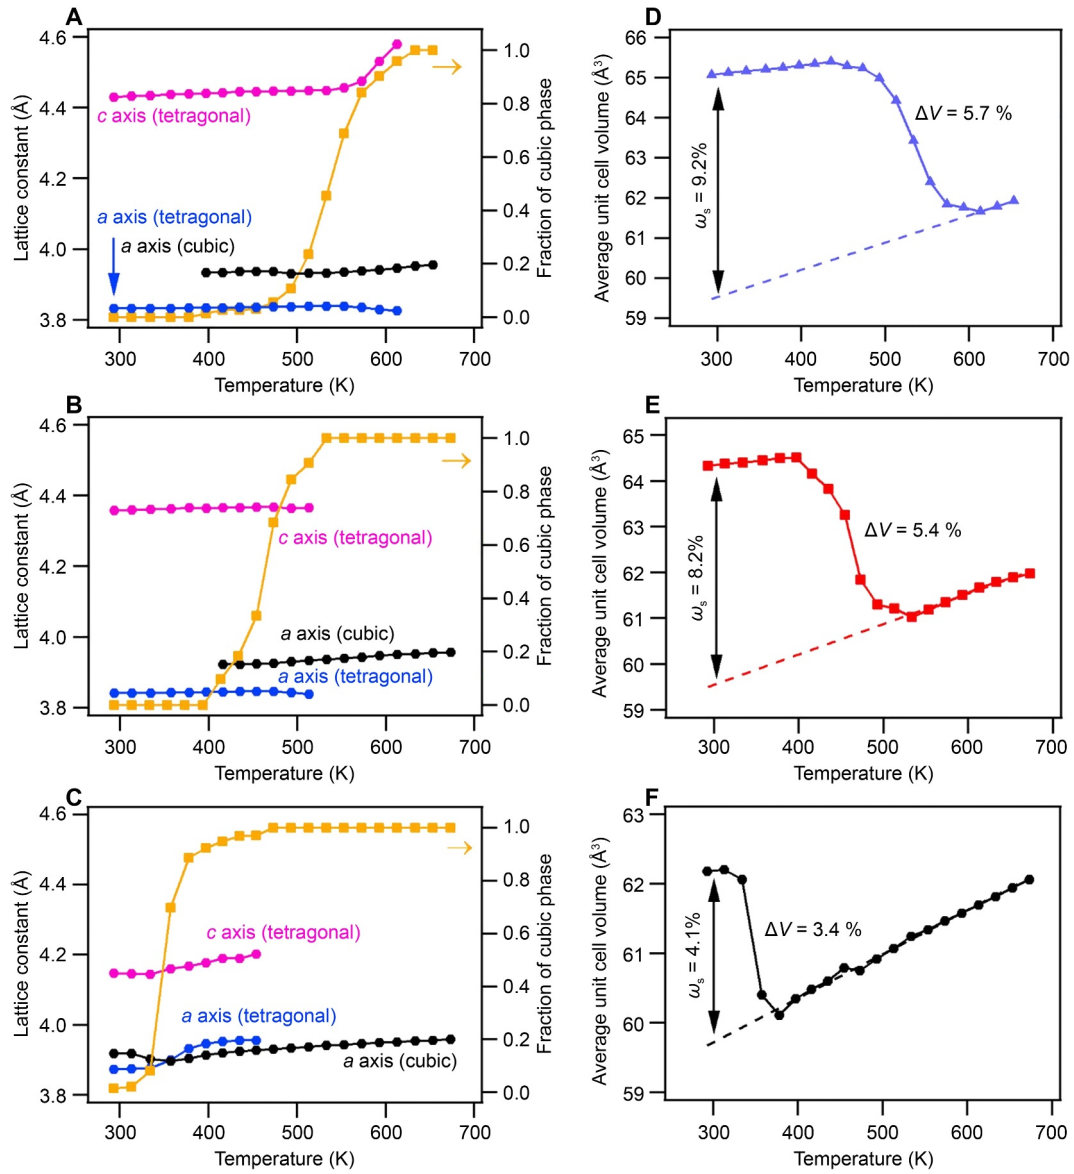 A
4.6
4.4
4.2
4.0
3.8
Lattice constant (Å)
c axis (tetragonal)
a axis (tetragonal)
a axis (cubic)
1.0
0.8
0.6
0.4
0.2
0.0
Fraction of cubic phase
300 400 500 600 700
Temperature (K)
D
66
65
64
63
62
61
60
59
Average unit cell volume (Å³)
ωs = 9.2%
ΔV = 5.7 %
300 400 500 600 700
Temperature (K)
B
4.6
4.4
4.2
4.0
3.8
Lattice constant (Å)
c axis (tetragonal)
a axis (cubic)
a axis (tetragonal)
1.0
0.8
0.6
0.4
0.2
0.0
Fraction of cubic phase
300 400 500 600 700
Temperature (K)
E
65
64
63
62
61
60
59
Average unit cell volume (Å³)
ωs = 8.2%
ΔV = 5.4 %
300 400 500 600 700
Temperature (K)
C
4.6
4.4
4.2
4.0
3.8
Lattice constant (Å)
c axis (tetragonal)
a axis (tetragonal)
a axis (cubic)
1.0
0.8
0.6
0.4
0.2
0.0
Fraction of cubic phase
300 400 500 600 700
Temperature (K)
F
63
62
61
60
59
Average unit cell volume (Å³)
ωs = 4.1%
ΔV = 3.4 %
300 400 500 600 700
Temperature (K)